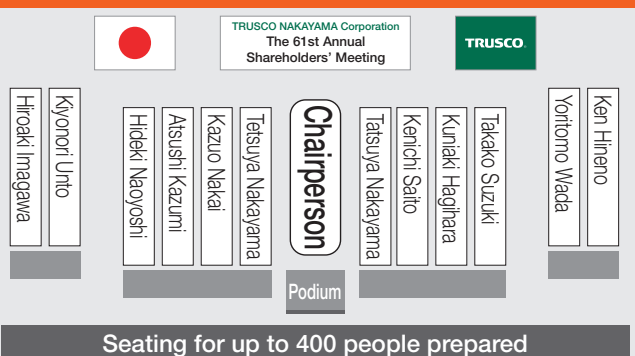 TRUSCO NAKAYAMA Corporation
The 61st Annual
Shareholders' Meeting
TRUSCO
Hiroaki Imagawa
Kiyonori Unto
Hideki Naoyoshi
Atsushi Kazumi
Kazuo Nakai
Tetsuya Nakayama
Chairperson
Tatsuya Nakayama
Kenichi Saito
Kuniaki Hagihara
Takako Suzuki
Yoritomo Wada
Ken Hineno
Podium
Seating for up to 400 people prepared